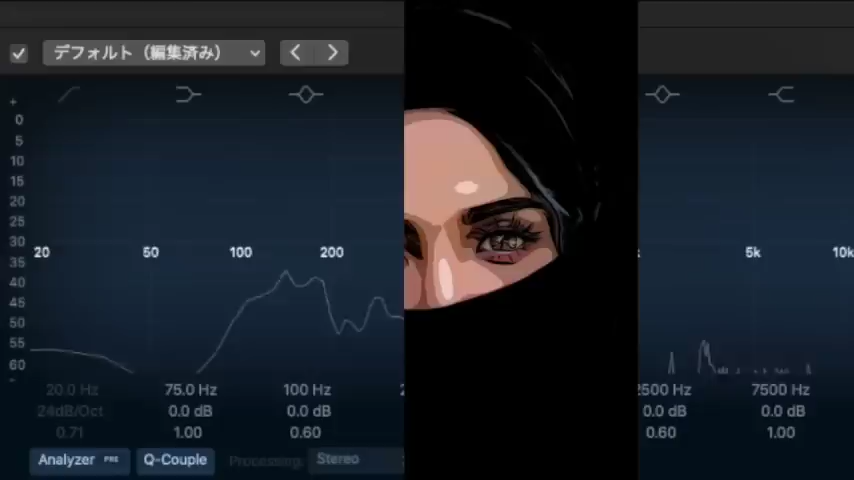 デフォルト（編集済み）
+
0
5
10
15
20
25
30
35
40
45
50
55
60
-
20 50 100 200 5k 10k
20.0 Hz 75.0 Hz 100 Hz 2500 Hz 7500 Hz
24dB/Oct 0.0 dB 0.0 dB 0.0 dB 0.0 dB
0.71 1.00 0.60 0.60 1.00
Analyzer PRE Q-Couple Processing: Stereo